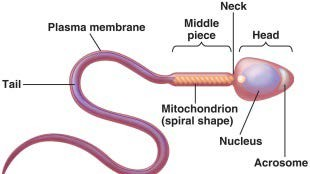 Neck
Plasma membrane
Middle
piece
Head
Tail
Mitochondrion
(spiral shape)
Nucleus
Acrosome